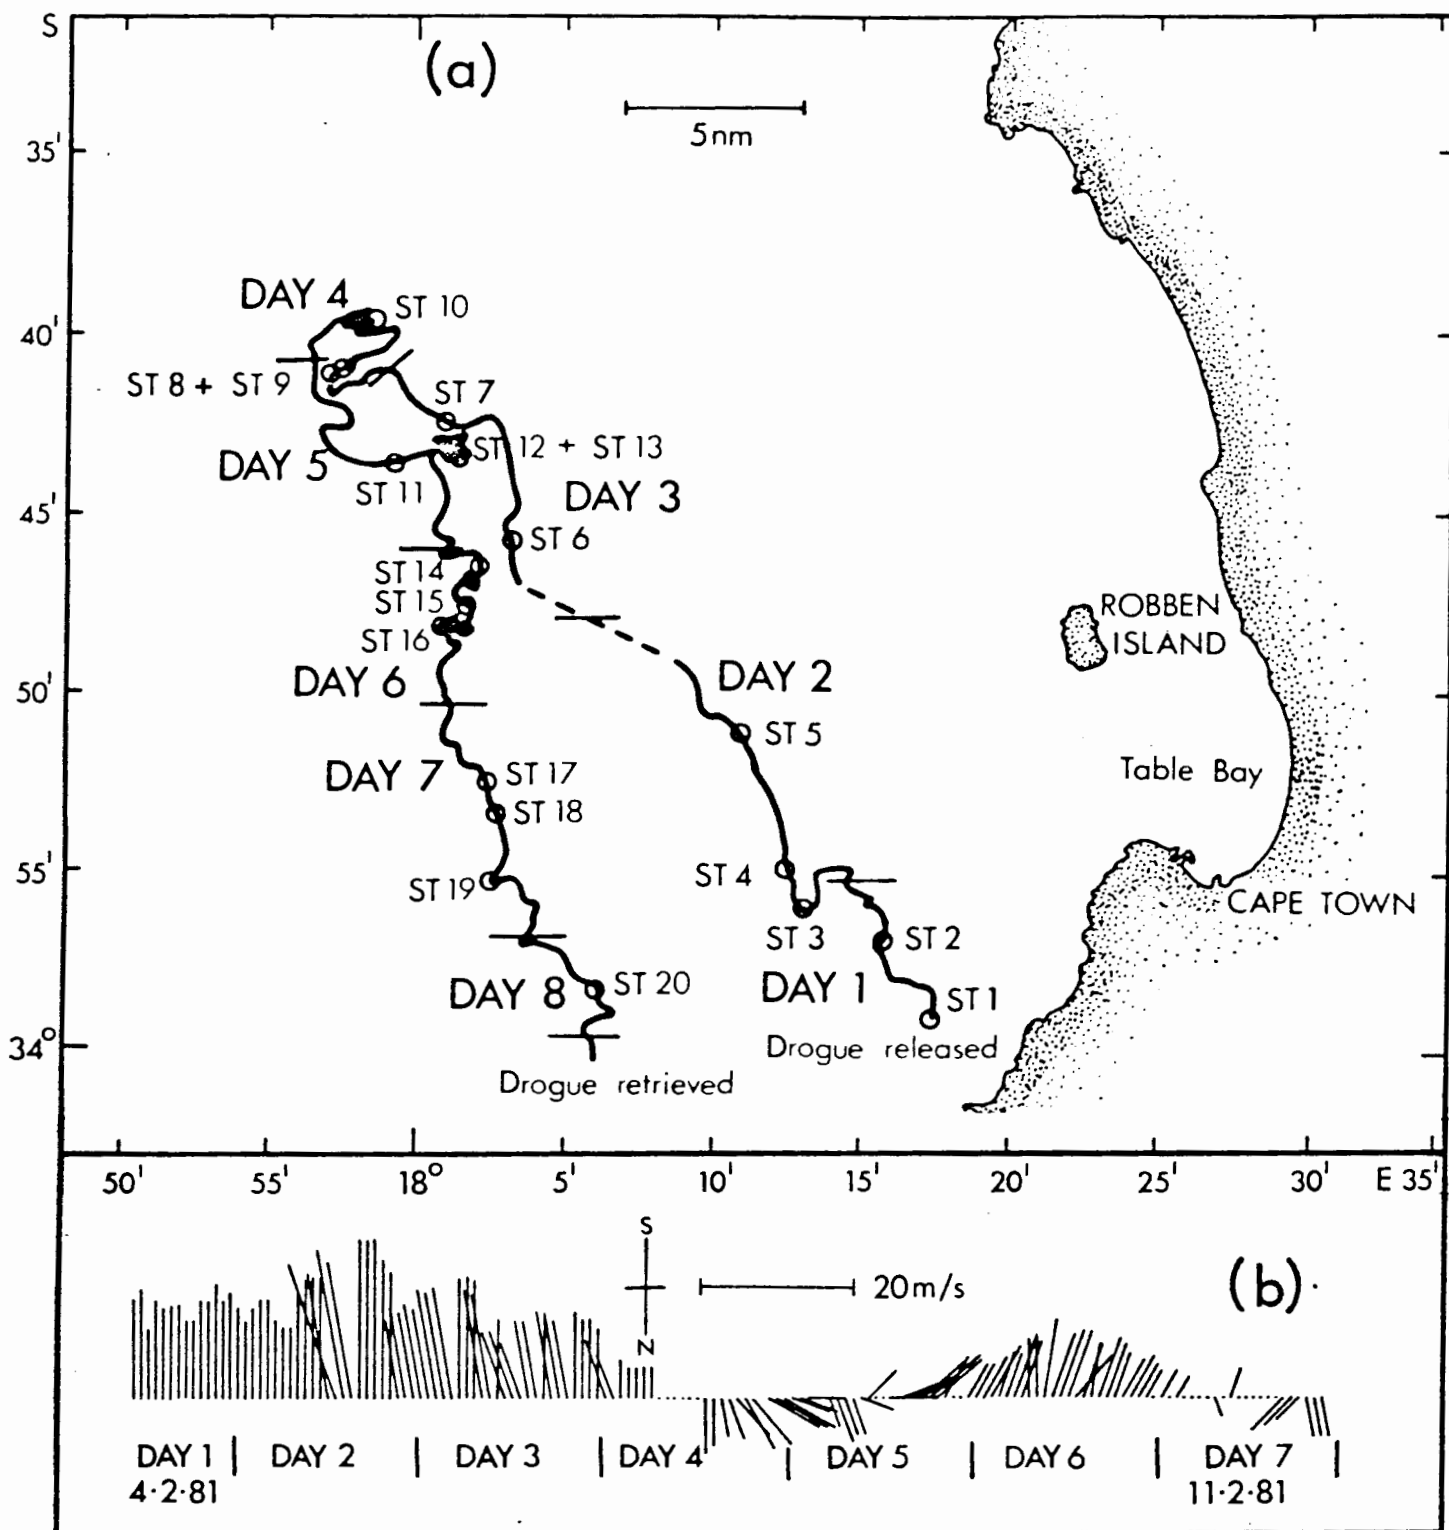 S
(a)
5nm
35'
DAY 4
ST 10
40'
ST 8 + ST 9
ST 7
ST 12 + ST 13
DAY 5
ST 11
DAY 3
45'
ST 6
ST 14
ST 15
ST 16
ROBBEN
ISLAND
DAY 6
DAY 2
50'
ST 5
DAY 7
ST 17
Table Bay
ST 18
55'
ST 4
ST 19
CAPE TOWN
ST 3
ST 2
DAY 8
ST 20
DAY 1
ST 1
34°
Drogue released
Drogue retrieved
50' 55' 18° 5' 10' 15' 20' 25' 30' E 35'
S
N
20m/s
(b)
DAY 1 DAY 2 DAY 3 DAY 4 DAY 5 DAY 6 DAY 7
4·2·81 11·2·81